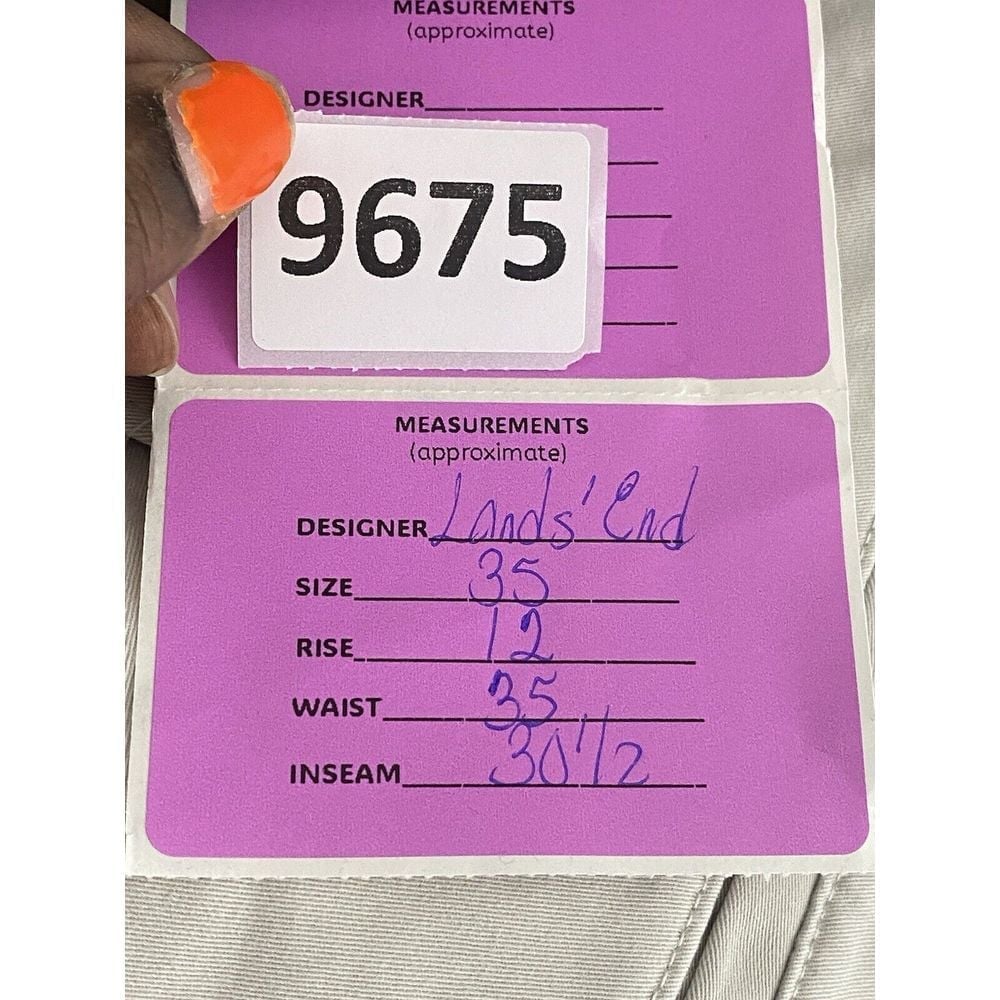 MEASUREMENTS
(approximate)
DESIGNER
9675
MEASUREMENTS
(approximate)
DESIGNER Lands' End
SIZE 35
RISE 12
WAIST 35
INSEAM 30 1/2